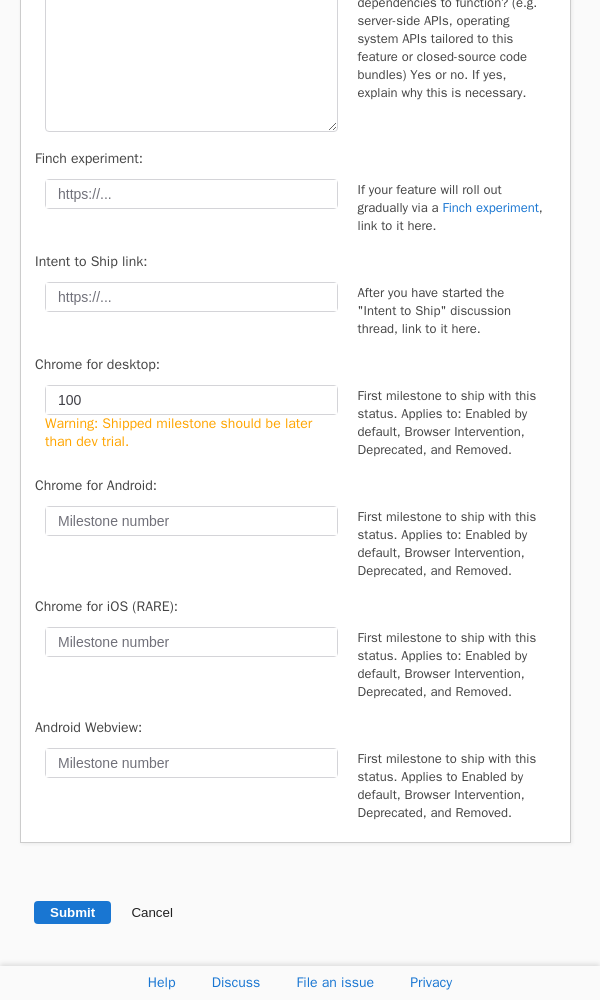 dependencies to function? (e.g.
server-side APIs, operating
system APIs tailored to this
feature or closed-source code
bundles) Yes or no. If yes,
explain why this is necessary.
Finch experiment:
https://...
If your feature will roll out
gradually via a Finch experiment,
link to it here.
Intent to Ship link:
https://...
After you have started the
"Intent to Ship" discussion
thread, link to it here.
Chrome for desktop:
100
Warning: Shipped milestone should be later
than dev trial.
First milestone to ship with this
status. Applies to: Enabled by
default, Browser Intervention,
Deprecated, and Removed.
Chrome for Android:
Milestone number
First milestone to ship with this
status. Applies to: Enabled by
default, Browser Intervention,
Deprecated, and Removed.
Chrome for iOS (RARE):
Milestone number
First milestone to ship with this
status. Applies to: Enabled by
default, Browser Intervention,
Deprecated, and Removed.
Android Webview:
Milestone number
First milestone to ship with this
status. Applies to Enabled by
default, Browser Intervention,
Deprecated, and Removed.
Submit Cancel
Help Discuss File an issue Privacy